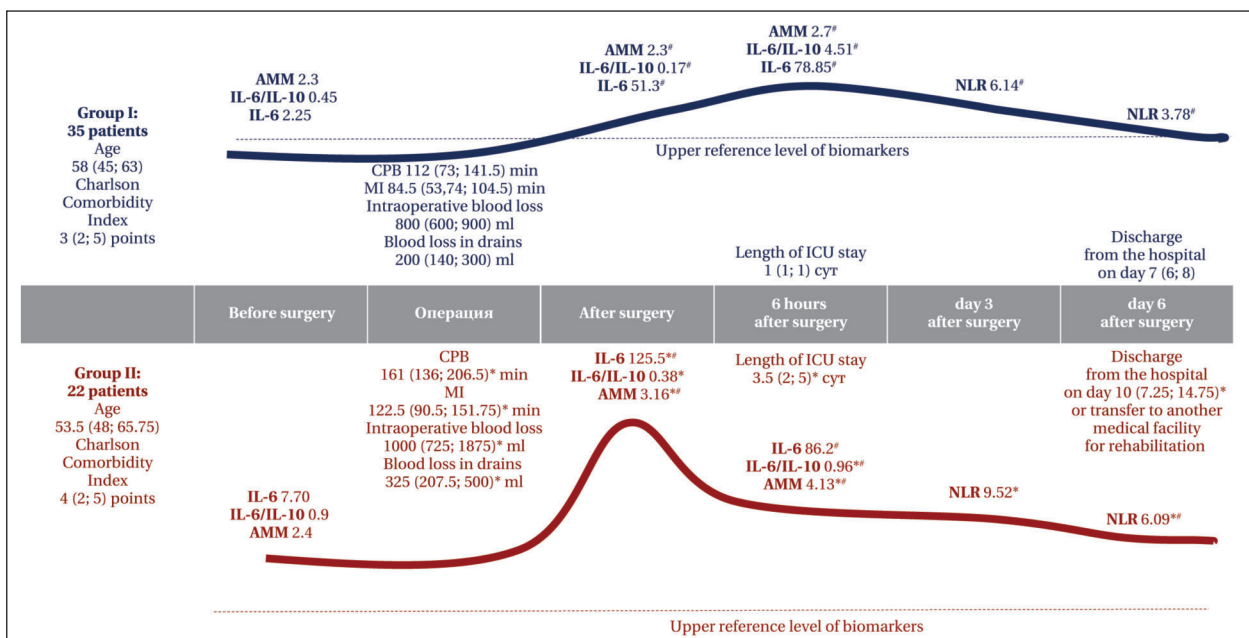 AMM 2.3
IL-6/IL-10 0.45
IL-6 2.25
AMM 2.3#
IL-6/IL-10 0.17#
IL-6 51.3#
AMM 2.7#
IL-6/IL-10 4.51#
IL-6 78.85#
NLR 6.14#
NLR 3.78#
Group I:
35 patients
Age
58 (45; 63)
Charlson
Comorbidity
Index
3 (2; 5) points
Upper reference level of biomarkers
CPB 112 (73; 141.5) min
MI 84.5 (53,74; 104.5) min
Intraoperative blood loss
800 (600; 900) ml
Blood loss in drains
200 (140; 300) ml
Length of ICU stay
1 (1; 1) сут
Discharge
from the hospital
on day 7 (6; 8)
Before surgery
Операция
After surgery
6 hours
after surgery
day 3
after surgery
day 6
after surgery
Group II:
22 patients
Age
53.5 (48; 65.75)
Charlson
Comorbidity
Index
4 (2; 5) points
IL-6 7.70
IL-6/IL-10 0.9
AMM 2.4
CPB
161 (136; 206.5)* min
MI
122.5 (90.5; 151.75)* min
Intraoperative blood loss
1000 (725; 1875)* ml
Blood loss in drains
325 (207.5; 500)* ml
IL-6 125.5*#
IL-6/IL-10 0.38*
AMM 3.16*#
Length of ICU stay
3.5 (2; 5)* сут
IL-6 86.2#
IL-6/IL-10 0.96*#
AMM 4.13*#
NLR 9.52*
Discharge
from the hospital
on day 10 (7.25; 14.75)*
or transfer to another
medical facility
for rehabilitation
NLR 6.09*#
Upper reference level of biomarkers